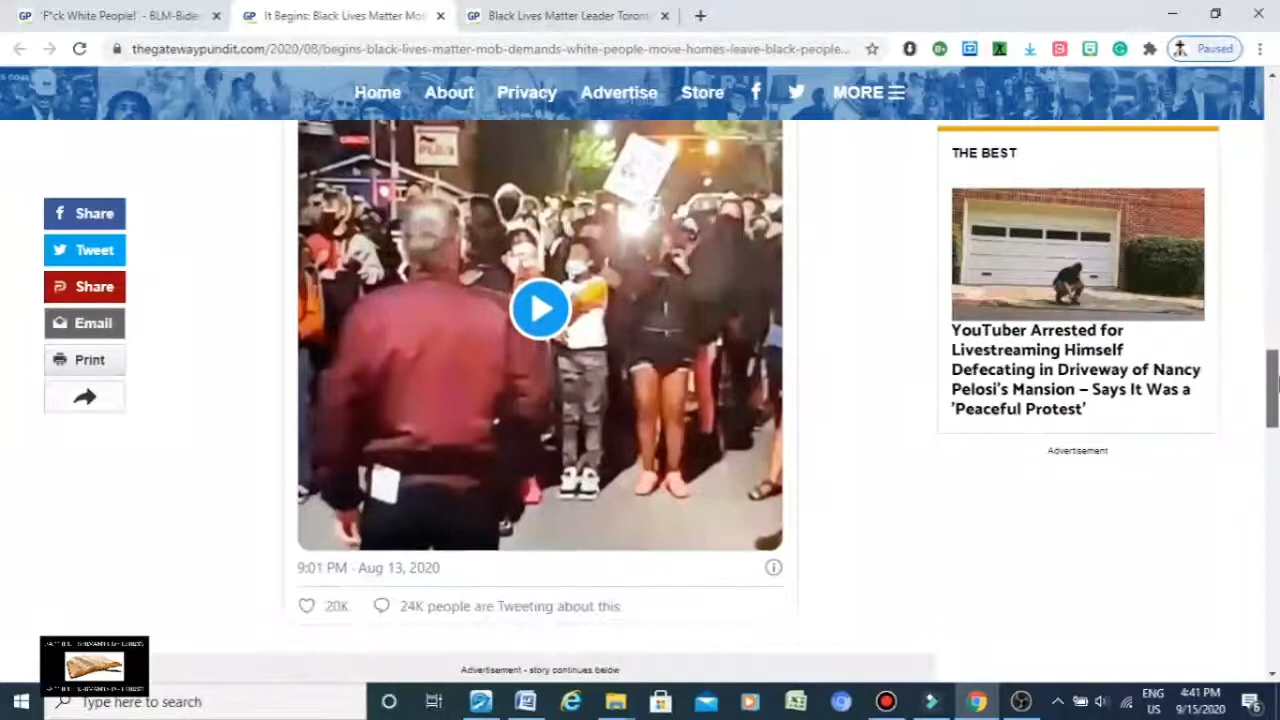 'F*ck White People!' - BLM-Biden
It Begins: Black Lives Matter Mo
Black Lives Matter Leader Toront
thegatewaypundit.com/2020/08/begins-black-lives-matter-mob-demands-white-people-move-homes-leave-black-people...
Paused
Home About Privacy Advertise Store MORE
THE BEST
Share
Tweet
Share
Email
Print
YouTuber Arrested for
Livestreaming Himself
Defecating in Driveway of Nancy
Pelosi's Mansion – Says It Was a
'Peaceful Protest'
Advertisement
9:01 PM · Aug 13, 2020
20K 24K people are Tweeting about this
Advertisement - story continues below
Type here to search
ENG
US
4:41 PM
9/15/2020